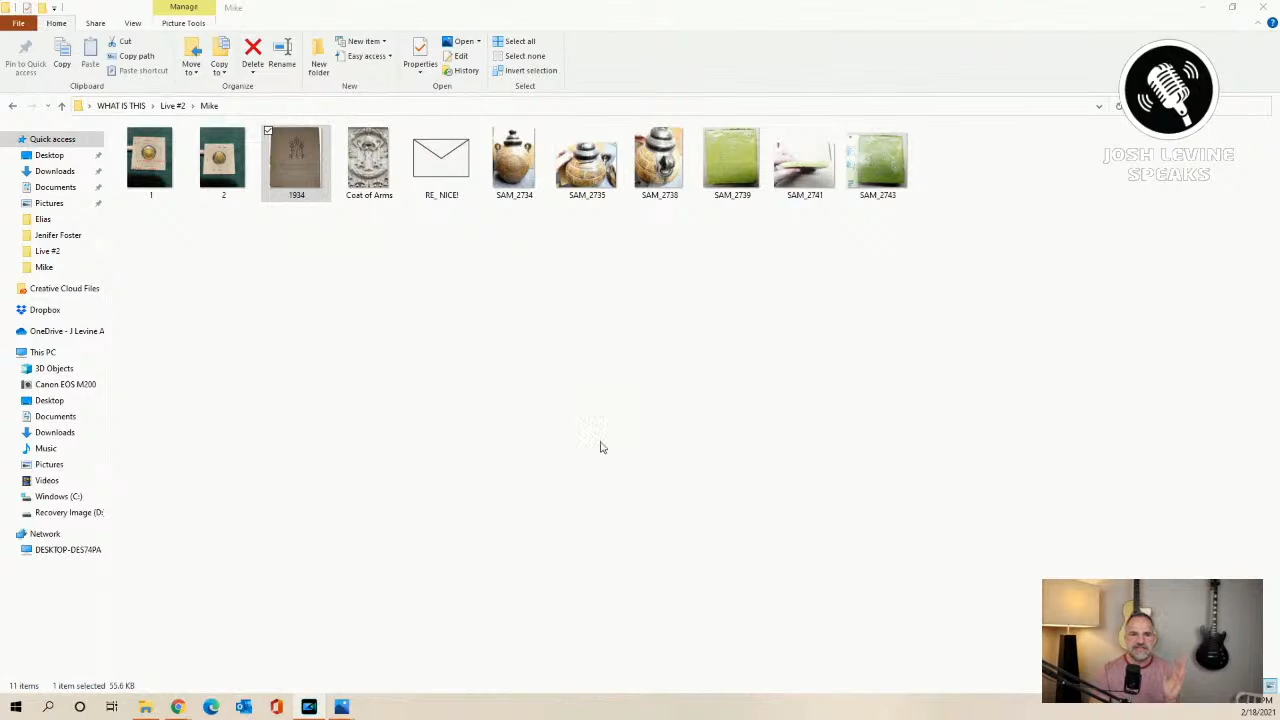 Manage
Mike
File
Home
Share
View
Picture Tools
Pin to Quick access
Copy
Paste
Cut
Copy path
Paste shortcut
Clipboard
Move to
Copy to
Delete
Rename
Organize
New folder
New item
Easy access
New
Properties
Open
Edit
History
Open
Select all
Select none
Invert selection
Select
WHAT IS THIS > Live #2 > Mike
JOSH LEVINE
SPEAKS
Quick access
Desktop
Downloads
Documents
Pictures
Elias
Jenifer Foster
Live #2
Mike
Creative Cloud Files
Dropbox
OneDrive - J Levine A
This PC
3D Objects
Canon EOS M200
Desktop
Documents
Downloads
Music
Pictures
Videos
Windows (C:)
Recovery Image (D:
Network
DESKTOP-DES74PA
1
2
1934
Coat of Arms
RE_ NICE!
SAM_2734
SAM_2735
SAM_2738
SAM_2739
SAM_2741
SAM_2743
11 items
1 item selected 55.6 KB
PM
2/18/2021